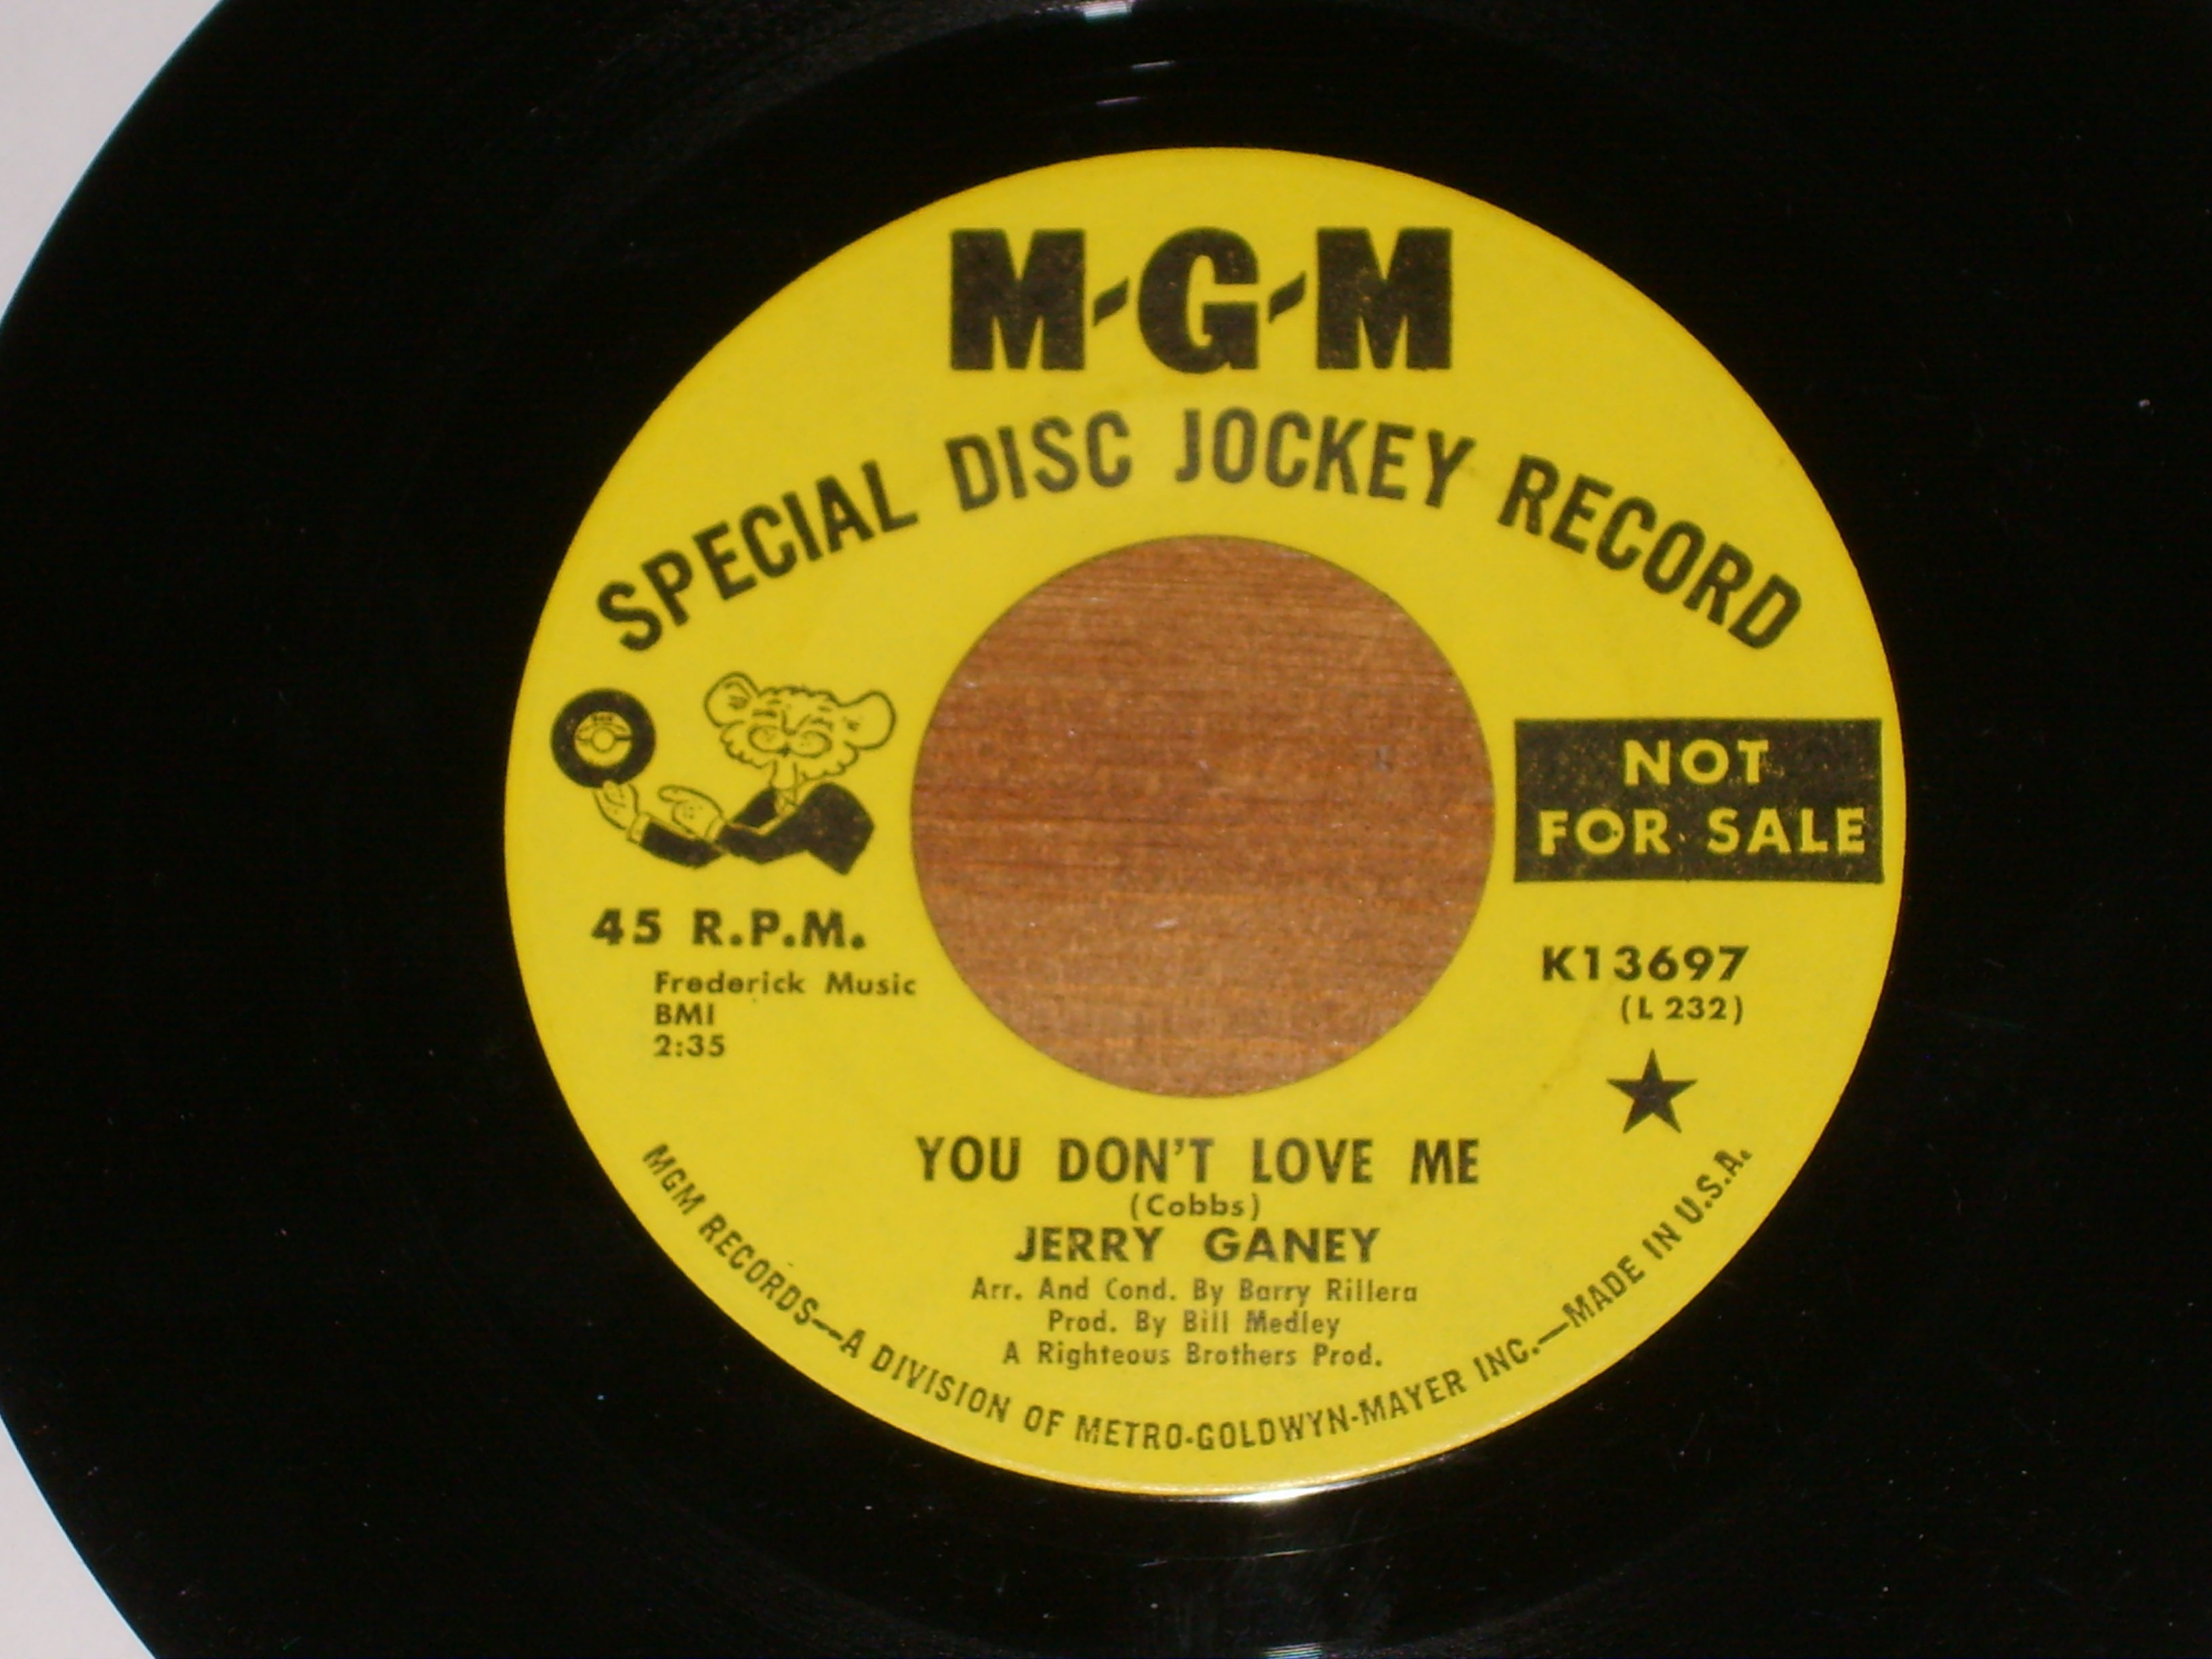 M-G-M
SPECIAL DISC JOCKEY RECORD
NOT
FOR SALE
45 R.P.M.
Frederick Music
BMI
2:35
K13697
(L 232)
YOU DON'T LOVE ME
(Cobbs)
JERRY GANEY
Arr. And Cond. By Barry Rillera
Prod. By Bill Medley
A Righteous Brothers Prod.
MGM RECORDS—A DIVISION OF METRO-GOLDWYN-MAYER INC.—MADE IN U.S.A.